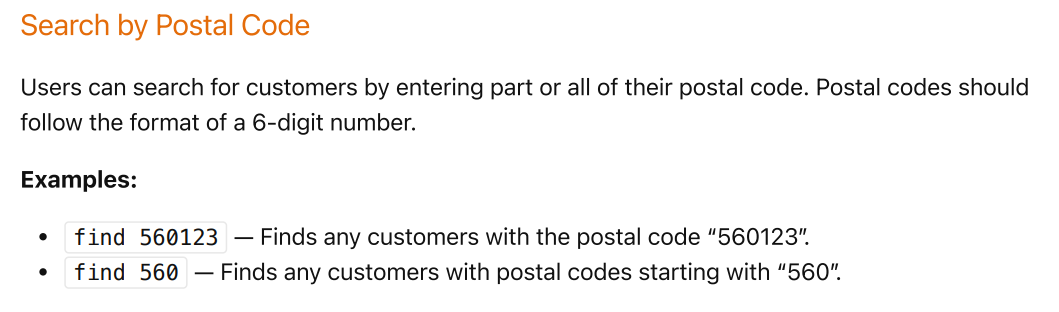 Search by Postal Code
Users can search for customers by entering part or all of their postal code. Postal codes should
follow the format of a 6-digit number.
Examples:
• find 560123 — Finds any customers with the postal code “560123”.
• find 560 — Finds any customers with postal codes starting with “560”.